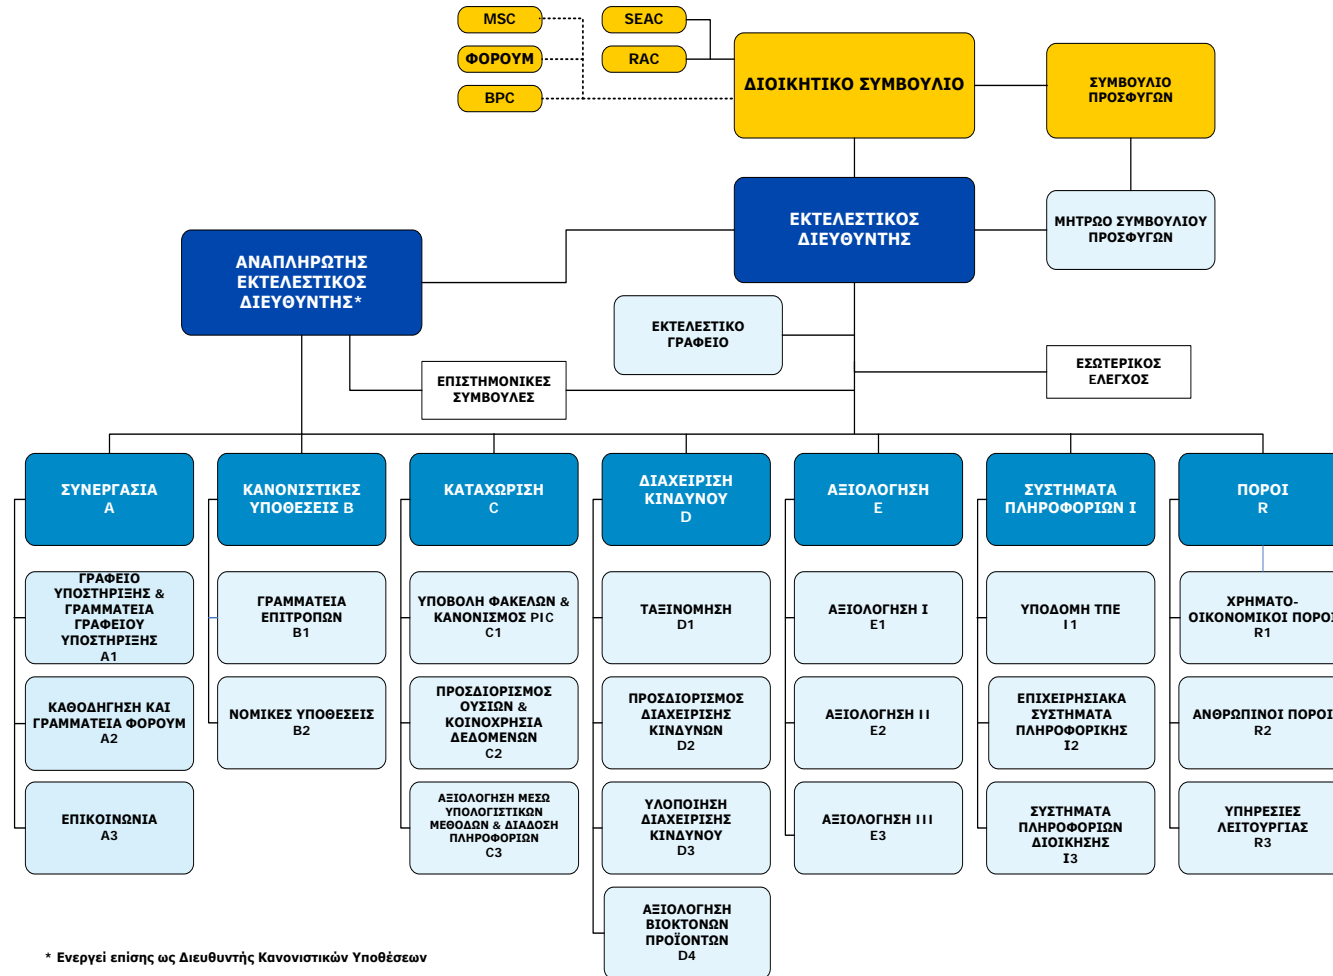 MSC
SEAC
ΦΟΡΟΥΜ
RAC
BPC
ΔΙΟΙΚΗΤΙΚΟ ΣΥΜΒΟΥΛΙΟ
ΣΥΜΒΟΥΛΙΟ
ΠΡΟΣΦΥΓΩΝ
ΕΚΤΕΛΕΣΤΙΚΟΣ
ΔΙΕΥΘΥΝΤΗΣ
ΜΗΤΡΩΟ ΣΥΜΒΟΥΛΙΟΥ
ΠΡΟΣΦΥΓΩΝ
ΑΝΑΠΛΗΡΩΤΗΣ
ΕΚΤΕΛΕΣΤΙΚΟΣ
ΔΙΕΥΘΥΝΤΗΣ*
ΕΚΤΕΛΕΣΤΙΚΟ
ΓΡΑΦΕΙΟ
ΕΠΙΣΤΗΜΟΝΙΚΕΣ
ΣΥΜΒΟΥΛΕΣ
ΕΣΩΤΕΡΙΚΟΣ
ΕΛΕΓΧΟΣ
ΣΥΝΕΡΓΑΣΙΑ
A
ΚΑΝΟΝΙΣΤΙΚΕΣ
ΥΠΟΘΕΣΕΙΣ B
ΚΑΤΑΧΩΡΙΣΗ
C
ΔΙΑΧΕΙΡΙΣΗ
ΚΙΝΔΥΝΟΥ
D
ΑΞΙΟΛΟΓΗΣΗ
E
ΣΥΣΤΗΜΑΤΑ
ΠΛΗΡΟΦΟΡΙΩΝ I
ΠΟΡΟΙ
R
ΓΡΑΦΕΙΟ
ΥΠΟΣΤΗΡΙΞΗΣ &
ΓΡΑΜΜΑΤΕΙΑ
ΓΡΑΦΕΙΟΥ
ΥΠΟΣΤΗΡΙΞΗΣ
A1
ΓΡΑΜΜΑΤΕΙΑ
ΕΠΙΤΡΟΠΩΝ
B1
ΥΠΟΒΟΛΗ ΦΑΚΕΛΩΝ &
ΚΑΝΟΝΙΣΜΟΣ PIC
C1
ΤΑΞΙΝΟΜΗΣΗ
D1
ΑΞΙΟΛΟΓΗΣΗ I
E1
ΥΠΟΔΟΜΗ ΤΠΕ
I1
ΧΡΗΜΑΤΟ-
ΟΙΚΟΝΟΜΙΚΟΙ ΠΟΡΟΙ
R1
ΚΑΘΟΔΗΓΗΣΗ ΚΑΙ
ΓΡΑΜΜΑΤΕΙΑ ΦΟΡΟΥΜ
A2
ΝΟΜΙΚΕΣ ΥΠΟΘΕΣΕΙΣ
B2
ΠΡΟΣΔΙΟΡΙΣΜΟΣ
ΟΥΣΙΩΝ &
ΚΟΙΝΟΧΡΗΣΙΑ
ΔΕΔΟΜΕΝΩΝ
C2
ΠΡΟΣΔΙΟΡΙΣΜΟΣ
ΔΙΑΧΕΙΡΙΣΗΣ
ΚΙΝΔΥΝΩΝ
D2
ΑΞΙΟΛΟΓΗΣΗ II
E2
ΕΠΙΧΕΙΡΗΣΙΑΚΑ
ΣΥΣΤΗΜΑΤΑ
ΠΛΗΡΟΦΟΡΙΚΗΣ
I2
ΑΝΘΡΩΠΙΝΟΙ ΠΟΡΟΙ
R2
ΕΠΙΚΟΙΝΩΝΙΑ
A3
ΑΞΙΟΛΟΓΗΣΗ ΜΕΣΩ
ΥΠΟΛΟΓΙΣΤΙΚΩΝ
ΜΕΘΟΔΩΝ & ΔΙΑΔΟΣΗ
ΠΛΗΡΟΦΟΡΙΩΝ
C3
ΥΛΟΠΟΙΗΣΗ
ΔΙΑΧΕΙΡΙΣΗΣ
ΚΙΝΔΥΝΟΥ
D3
ΑΞΙΟΛΟΓΗΣΗ III
E3
ΣΥΣΤΗΜΑΤΑ
ΠΛΗΡΟΦΟΡΙΩΝ
ΔΙΟΙΚΗΣΗΣ
I3
ΥΠΗΡΕΣΙΕΣ
ΛΕΙΤΟΥΡΓΙΑΣ
R3
ΑΞΙΟΛΟΓΗΣΗ
ΒΙΟΚΤΟΝΩΝ
ΠΡΟΪΟΝΤΩΝ
D4
* Ενεργεί επίσης ως Διευθυντής Κανονιστικών Υποθέσεων